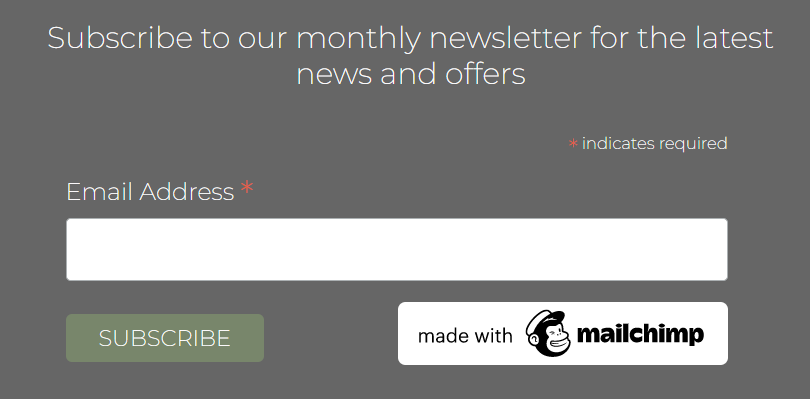 Subscribe to our monthly newsletter for the latest
news and offers
* indicates required
Email Address *
SUBSCRIBE
made with mailchimp